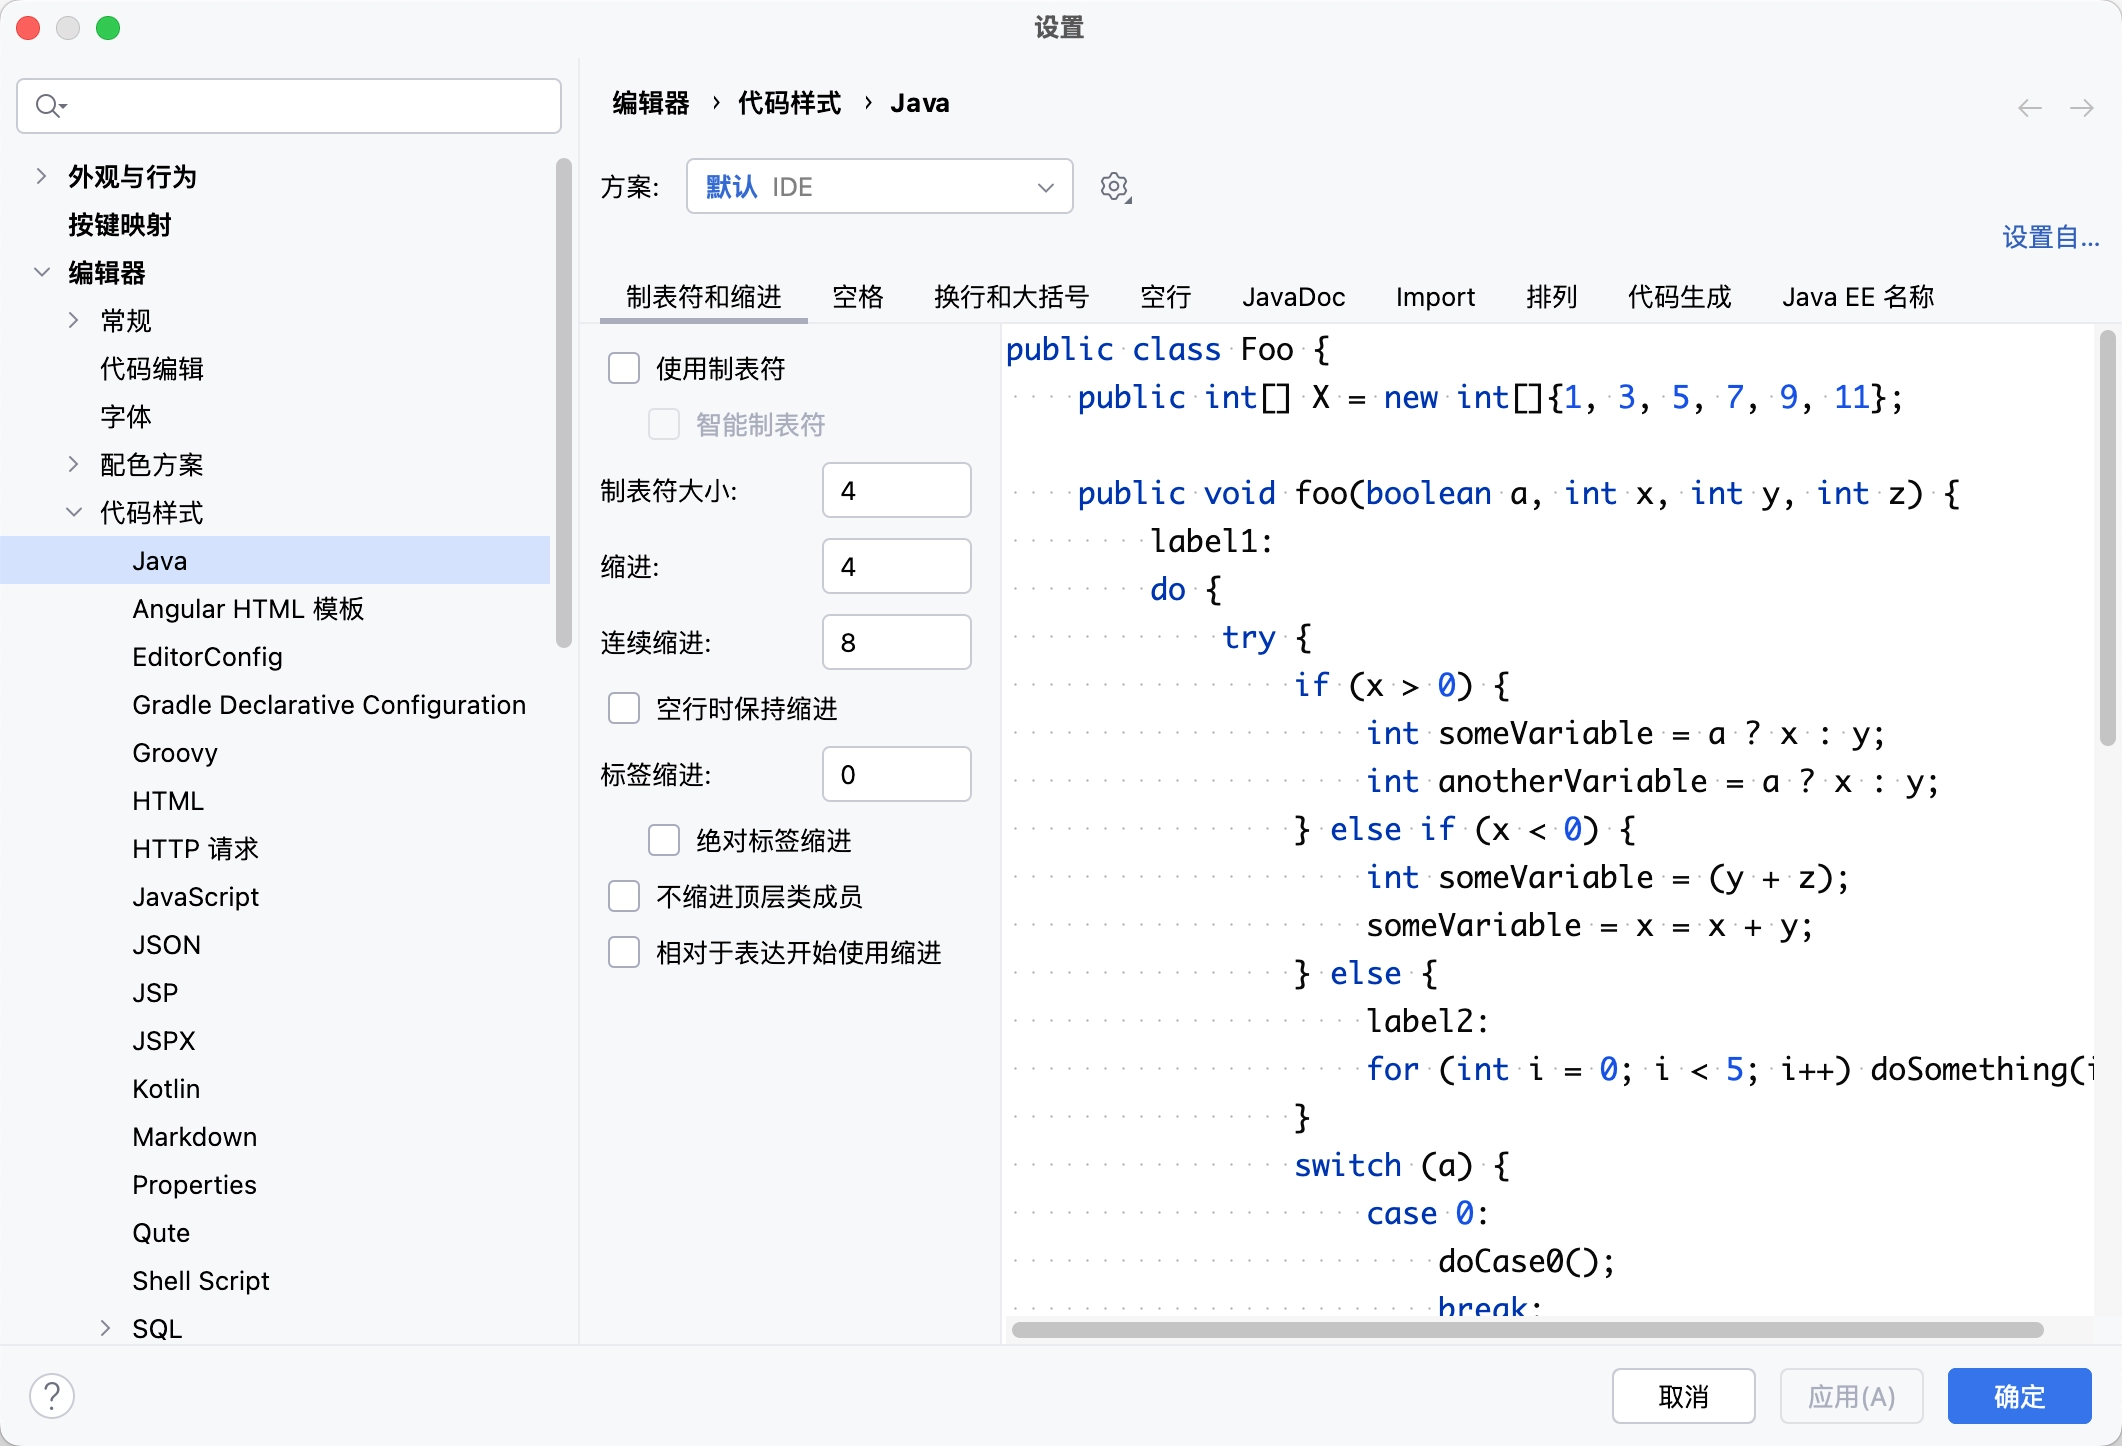 设置
外观与行为
按键映射
编辑器
常规
代码编辑
字体
配色方案
代码样式
Java
Angular HTML 模板
EditorConfig
Gradle Declarative Configuration
Groovy
HTML
HTTP 请求
JavaScript
JSON
JSP
JSPX
Kotlin
Markdown
Properties
Qute
Shell Script
SQL
编辑器 › 代码样式 › Java
方案: 默认 IDE
设置自...
制表符和缩进 空格 换行和大括号 空行 JavaDoc Import 排列 代码生成 Java EE 名称
使用制表符
智能制表符
制表符大小: 4
缩进: 4
连续缩进: 8
空行时保持缩进
标签缩进: 0
绝对标签缩进
不缩进顶层类成员
相对于表达开始使用缩进
public class Foo {
    public int[] X = new int[]{1, 3, 5, 7, 9, 11};
    public void foo(boolean a, int x, int y, int z) {
        label1:
        do {
            try {
                if (x > 0) {
                    int someVariable = a ? x : y;
                    int anotherVariable = a ? x : y;
                } else if (x < 0) {
                    int someVariable = (y + z);
                    someVariable = x = x + y;
                } else {
                    label2:
                    for (int i = 0; i < 5; i++) doSomething(i
                }
                switch (a) {
                    case 0:
                        doCase0();
                        break;
?
取消 应用(A) 确定